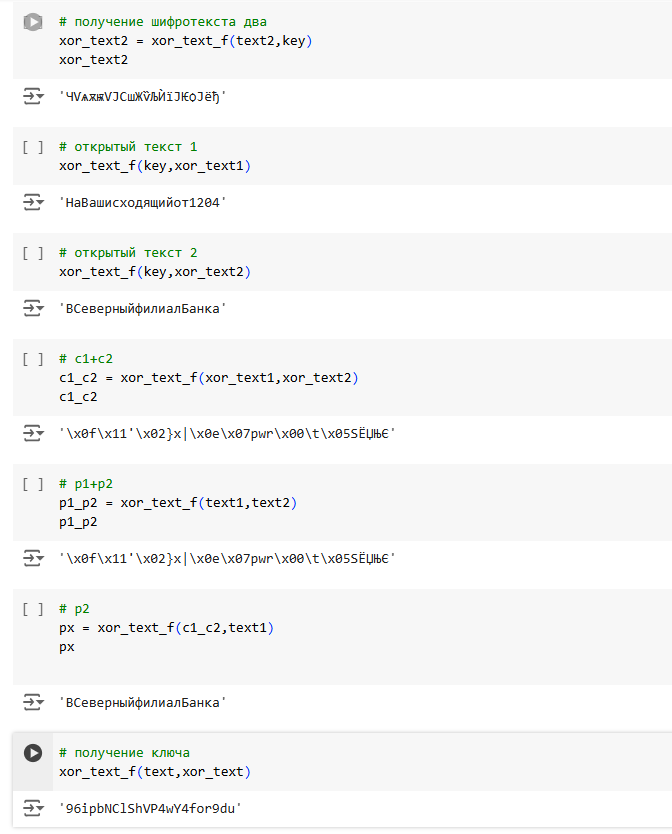 # получение шифротекста два
xor_text2 = xor_text_f(text2,key)
xor_text2
[ ] # открытый текст 1
xor_text_f(key,xor_text1)
'НаВашисходящийот1204'
[ ] # открытый текст 2
xor_text_f(key,xor_text2)
'ВСеверныйфилиалБанка'
[ ] # c1+c2
c1_c2 = xor_text_f(xor_text1,xor_text2)
c1_c2
'\x0f\x11'\x02}x|\x0e\x07pwr\x00\t\x05SЁЏЊЄ'
[ ] # p1+p2
p1_p2 = xor_text_f(text1,text2)
p1_p2
'\x0f\x11'\x02}x|\x0e\x07pwr\x00\t\x05SЁЏЊЄ'
[ ] # p2
px = xor_text_f(c1_c2,text1)
px
'ВСеверныйфилиалБанка'
# получение ключа
xor_text_f(text,xor_text)
'96ipbNClShVP4wY4for9du'